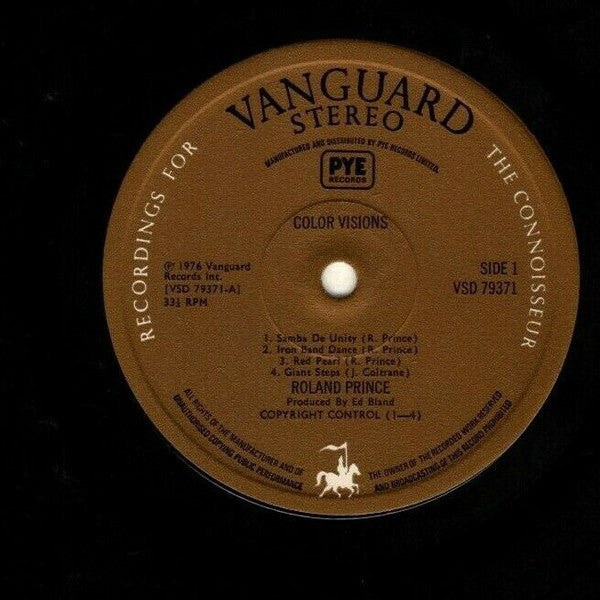 VANGUARD
STEREO
RECORDINGS FOR THE CONNOISSEUR
MANUFACTURED AND DISTRIBUTED BY PYE RECORDS LIMITED.
PYE
RECORDS
COLOR VISIONS
℗ 1976 Vanguard
Records Inc.
[VSD 79371-A]
33⅓ RPM
SIDE 1
VSD 79371
1. Samba De Unity (R. Prince)
2. Iron Band Dance (R. Prince)
3. Red Pearl (R. Prince)
4. Giant Steps (J. Coltrane)
ROLAND PRINCE
Produced By Ed Bland
COPYRIGHT CONTROL (1—4)
ALL RIGHTS OF THE MANUFACTURER AND OF THE OWNER OF THE RECORDED WORK RESERVED
UNAUTHORISED COPYING PUBLIC PERFORMANCE AND BROADCASTING OF THIS RECORD PROHIBITED